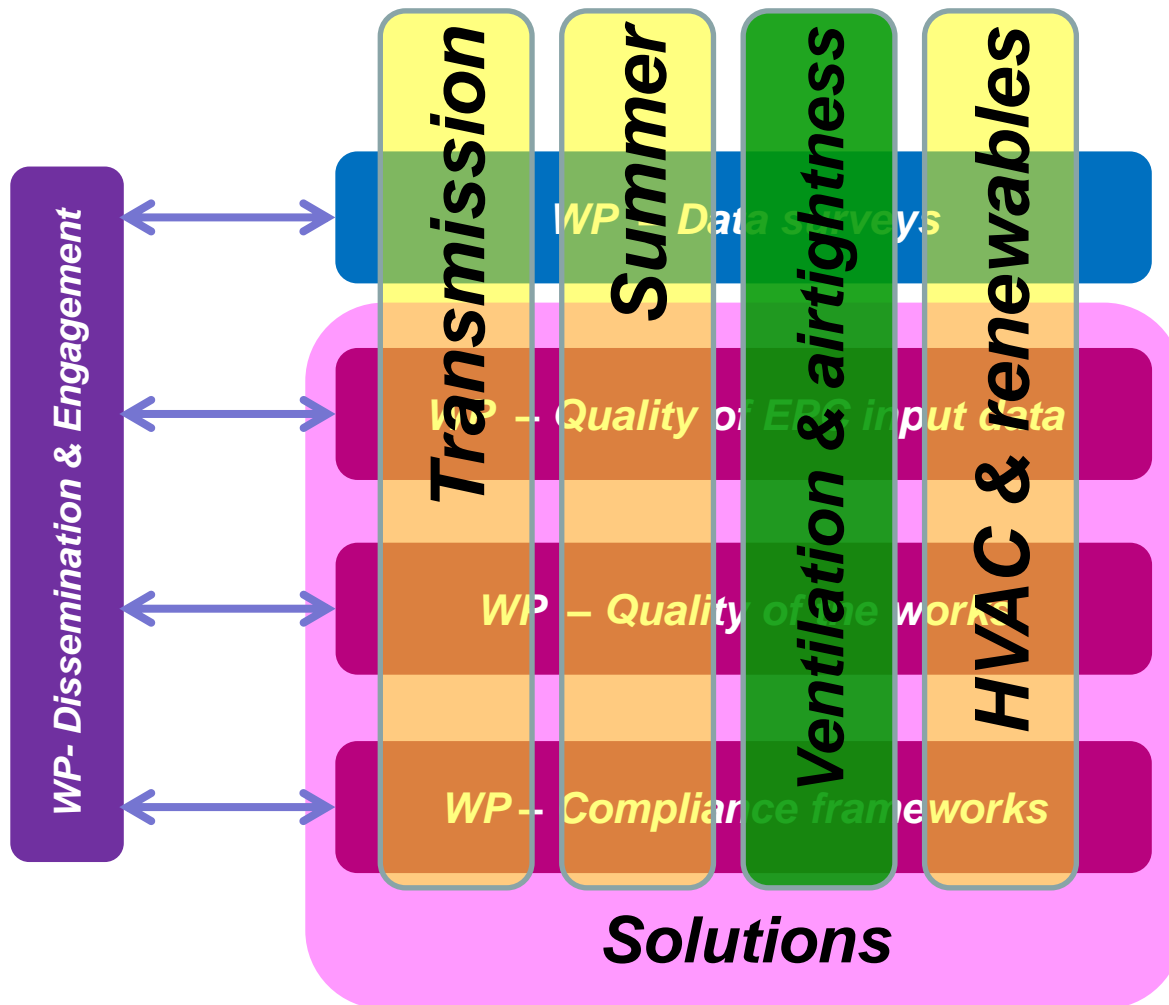 Transmission
Summer
Ventilation & airtightness
HVAC & renewables
WP- Dissemination & Engagement
WP – Data surveys
WP – Quality of EPC input data
WP – Quality of the works
WP – Compliance frameworks
Solutions